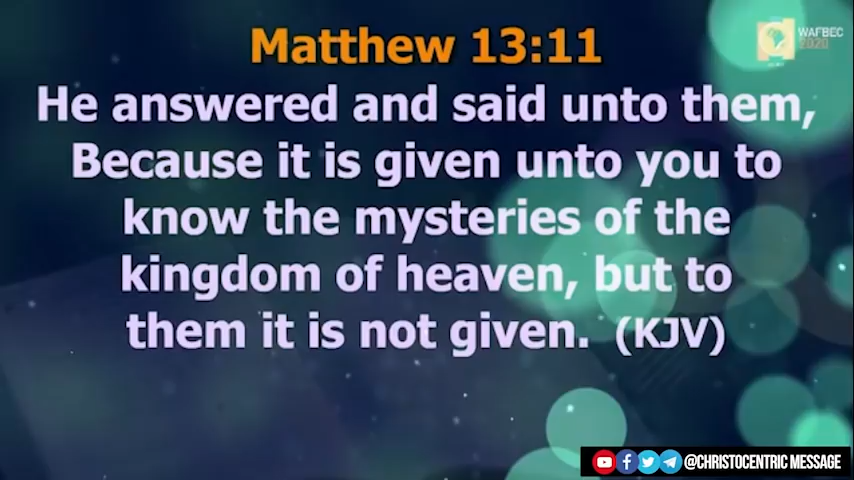 Matthew 13:11
WAFBEC
2020
He answered and said unto them,
Because it is given unto you to
know the mysteries of the
kingdom of heaven, but to
them it is not given. (KJV)
@CHRISTOCENTRIC MESSAGE